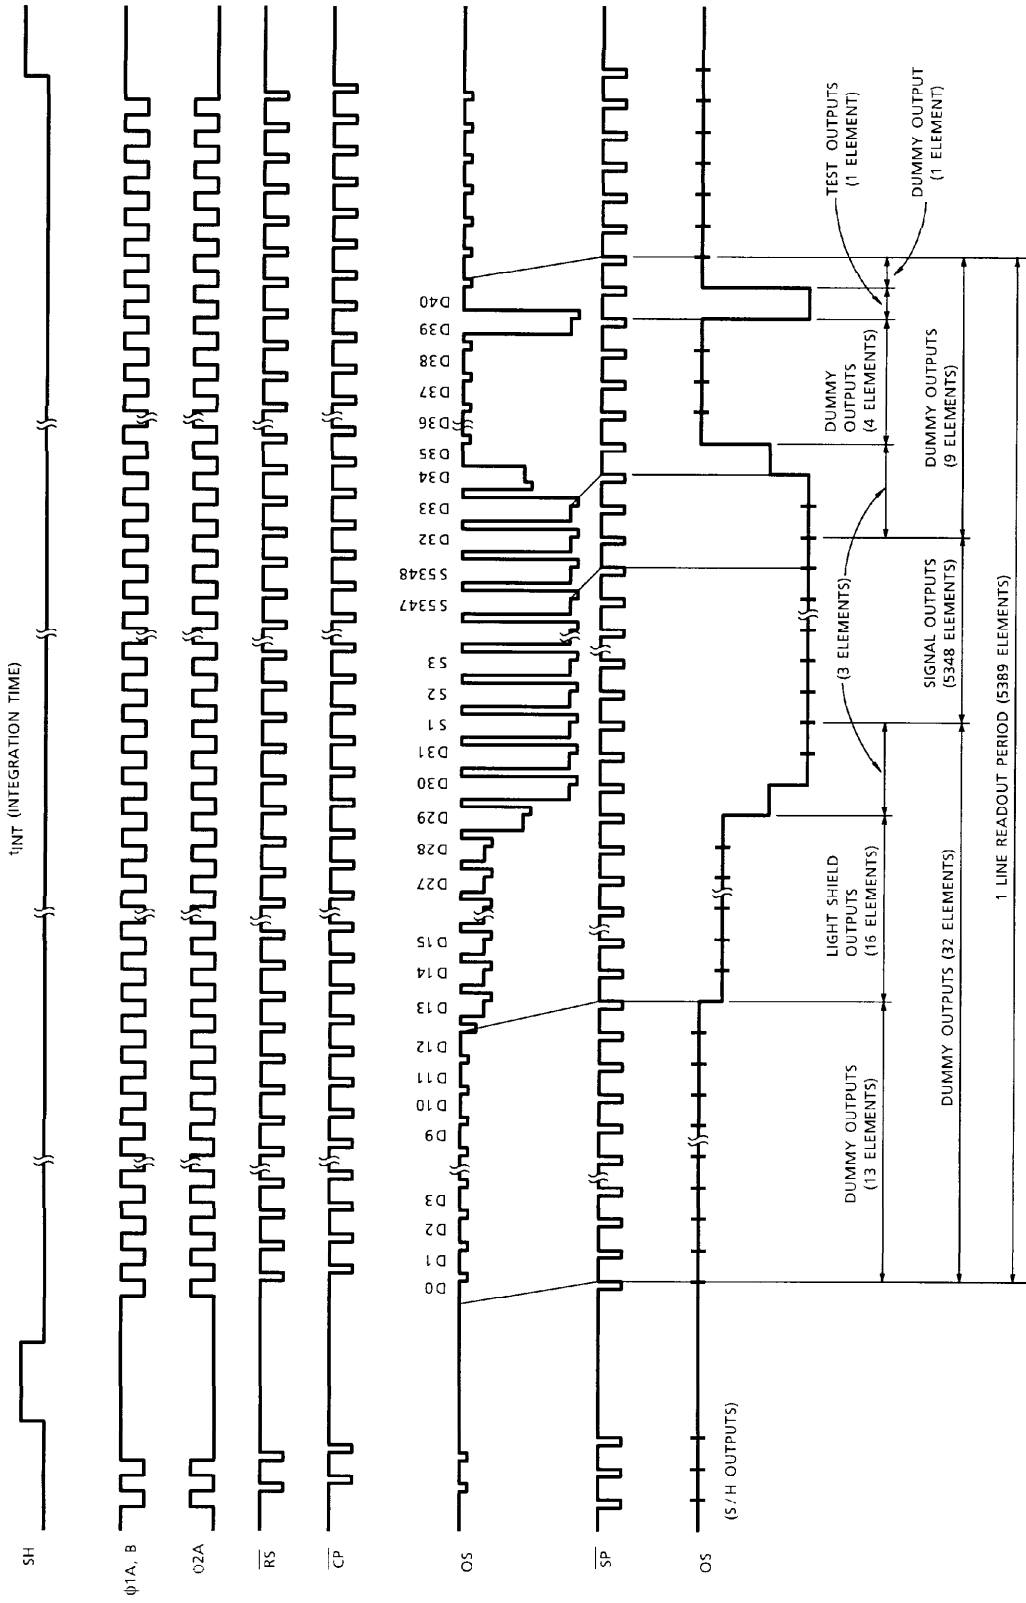 tINT (INTEGRATION TIME)
SH
ϕ1A, B
O2A
RS
CP
OS
D0
D1
D2
D3
D9
D10
D11
D12
D13
D14
D15
D27
D28
D29
D30
D31
S1
S2
S3
S5347
S5348
D32
D33
D34
D35
D36
D37
D38
D39
D40
SP
OS
(S/H OUTPUTS)
DUMMY OUTPUTS
(13 ELEMENTS)
LIGHT SHIELD
OUTPUTS
(16 ELEMENTS)
(3 ELEMENTS)
DUMMY
OUTPUTS
(4 ELEMENTS)
TEST OUTPUTS
(1 ELEMENT)
DUMMY OUTPUT
(1 ELEMENT)
DUMMY OUTPUTS (32 ELEMENTS)
SIGNAL OUTPUTS
(5348 ELEMENTS)
DUMMY OUTPUTS
(9 ELEMENTS)
1 LINE READOUT PERIOD (5389 ELEMENTS)